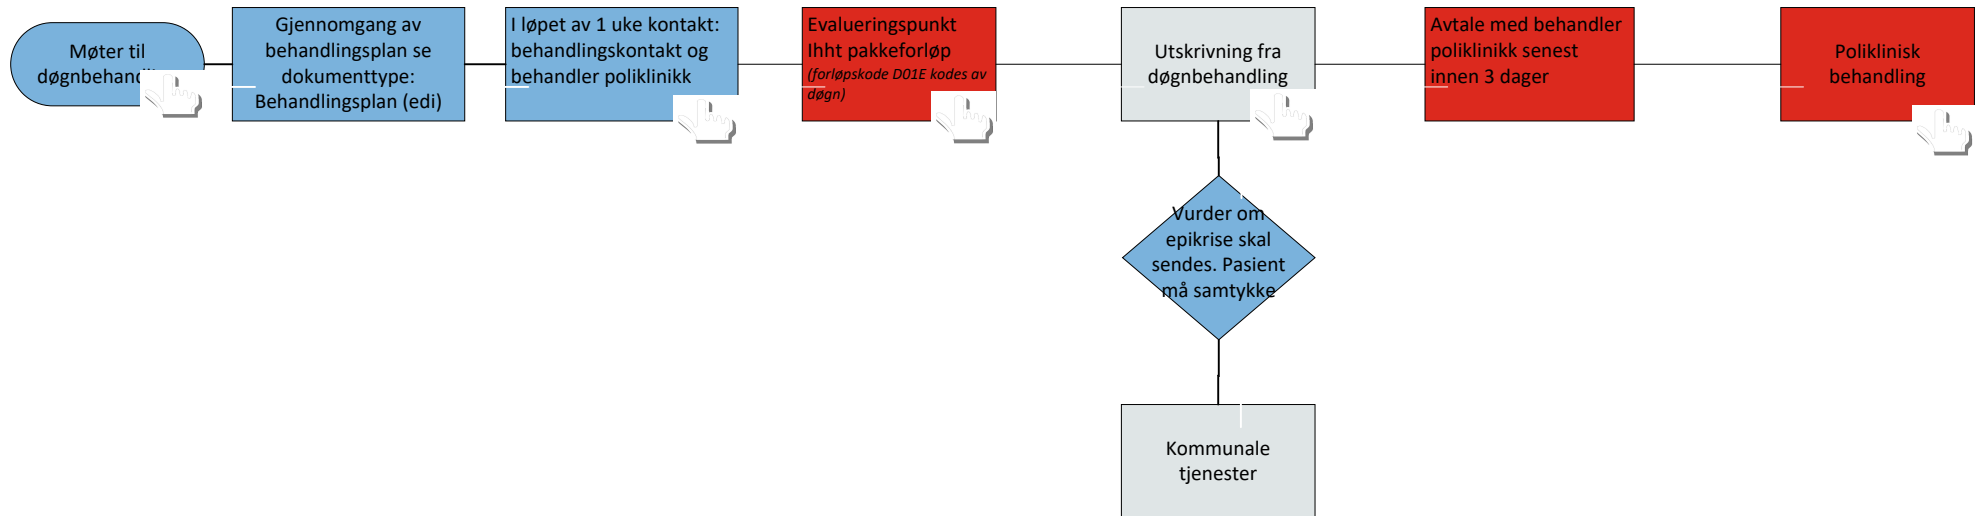 Møter til
Gjennomgang av
behandlingsplan se
dokumenttype:
Behandlingsplan (edi)
I løpet av 1 uke kontakt:
behandlingskontakt og
behandler poliklinikk
Evalueringspunkt
Ihht pakkeforløp
(forløpskode D01E kodes av
døgn)
Utskrivning fra
døgnbehandling
Avtale med behandler
poliklinikk senest
innen 3 dager
Poliklinisk
behandling
Vurder om
epikrise skal
sendes. Pasient
må samtykke
Kommunale
tjenester